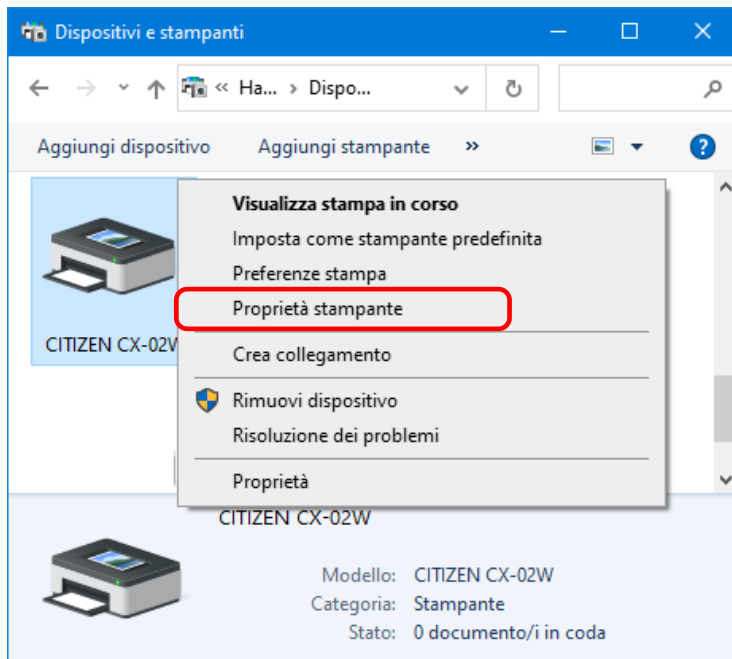 Dispositivi e stampanti
« Ha... › Dispo...
Aggiungi dispositivo Aggiungi stampante »
Visualizza stampa in corso
Imposta come stampante predefinita
Preferenze stampa
Proprietà stampante
CITIZEN CX-02W
Crea collegamento
Rimuovi dispositivo
Risoluzione dei problemi
Proprietà
CITIZEN CX-02W
Modello: CITIZEN CX-02W
Categoria: Stampante
Stato: 0 documento/i in coda